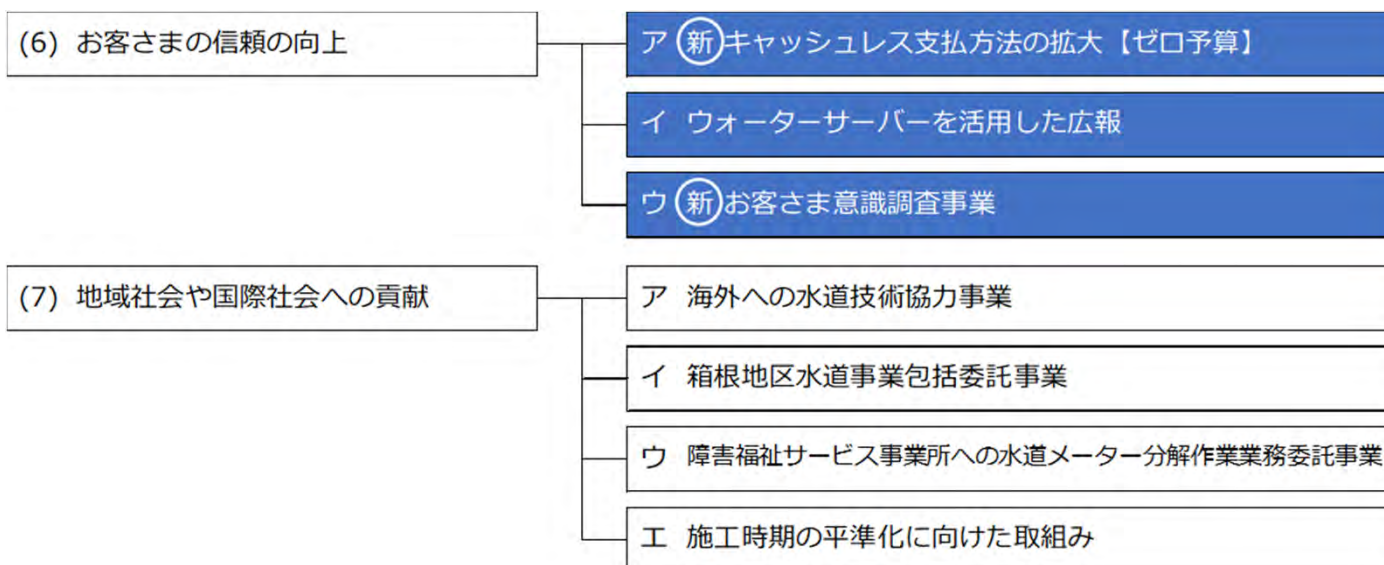 (6) お客さまの信頼の向上
ア ㊟キャッシュレス支払方法の拡大【ゼロ予算】
イ ウォーターサーバーを活用した広報
ウ 新お客さま意識調査事業
(7) 地域社会や国際社会への貢献
ア 海外への水道技術協力事業
イ 箱根地区水道事業包括委託事業
ウ 障害福祉サービス事業所への水道メーター分解作業業務委託事業
エ 施工時期の平準化に向けた取組み